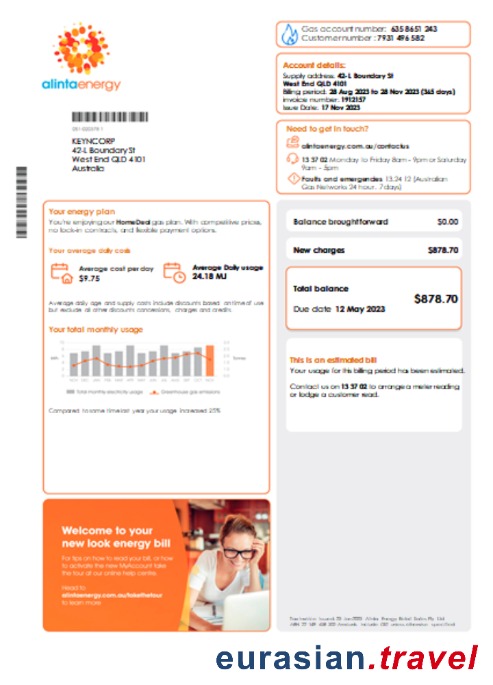 alintaenergy
Gas account number: 635 8651 243
Customer number : 7931 496 582
Account details:
Supply address: 42-L Boundary St
West End QLD 4101
Billing period: 28 Aug 2023 to 28 Nov 2023 (365 days)
Invoice number: 1912157
Issue Date: 17 Nov 2023
KEYNCORP
42-L Boundary St
West End QLD 4101
Australia
Need to get in touch?
alintaenergy.com.au/contactus
13 37 02 Monday to Friday 8am - 9pm or Saturday
9am - 5pm
Faults and emergencies 13 24 12 (Australian
Gas Networks 24 hour, 7 days)
Your energy plan
You're enjoying our HomeDeal gas plan. With competitive prices,
no lock-in contracts, and flexible payment options.
Your average daily costs
Average cost per day
$9.75
Average Daily usage
24.18 MJ
Average daily age and supply costs include discounts based on time of use
but exclude all other discounts concessions, charges and credits
Your total monthly usage
Total monthly electricity usage
Greenhouse gas emissions
Compared to same time last year your usage increased 25%
Balance brought forward $0.00
New charges $878.70
Total balance
$878.70
Due date 12 May 2023
This is an estimated bill
Your usage for this billing period has been estimated.
Contact us on 13 37 02 to arrange a meter reading
or lodge a customer read.
Welcome to your
new look energy bill
For tips on how to read your bill, or how
to activate the new MyAccount take
the tour at our online help centre.
Head to
alintaenergy.com.au/takethetour
to learn more
eurasian.travel